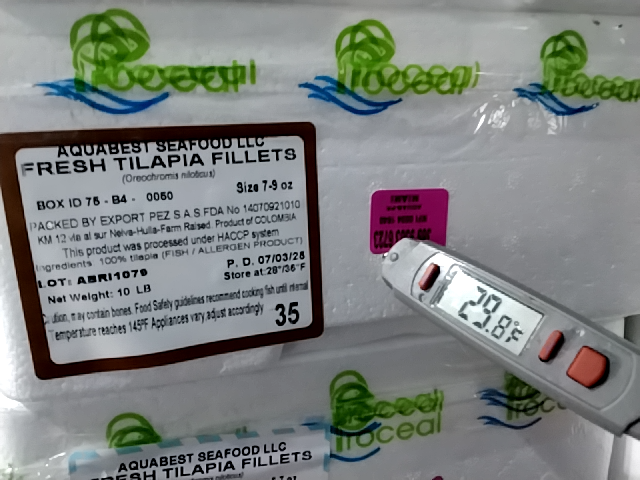 Proceal
Proceal
Proceal
AQUABEST SEAFOOD LLC
FRESH TILAPIA FILLETS
(Oreochromis niloticus)
BOX ID 75 - B4 - 0050 Size 7-9 oz
PACKED BY EXPORT PEZ S.A.S FDA No 14070921010
KM 12 via al sur Neiva-Huila-Farm Raised. Product of COLOMBIA
This product was processed under HACCP system
Ingredients: 100% tilapia (FISH / ALLERGEN PRODUCT)
LOT: ABRI1079 P. D. 07/03/25
Net Weight: 10 LB Store at:28°/36°F
may contain bones. Food Safety guidelines recommend cooking fish until internal
Temperature reaches 145°F Appliances vary adjust accordingly 35
29.8°F
Proceal
AQUABEST SEAFOOD LLC
FRESH TILAPIA FILLETS